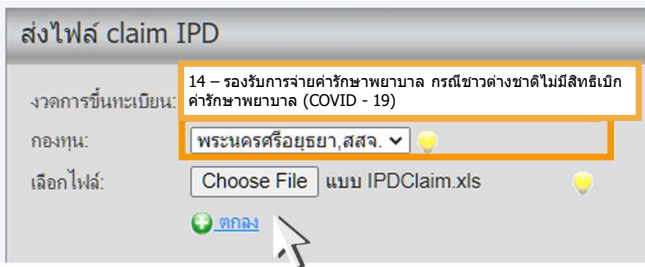 ส่งไฟล์ claim IPD
14 – รองรับการจ่ายค่ารักษาพยาบาล กรณีชาวต่างชาติไม่มีสิทธิเบิก
งวดการขึ้นทะเบียน: ค่ารักษาพยาบาล (COVID - 19)
กองทุน: พระนครศรีอยุธยา,สสจ.
เลือกไฟล์: Choose File แบบ IPDClaim.xls
ตกลง